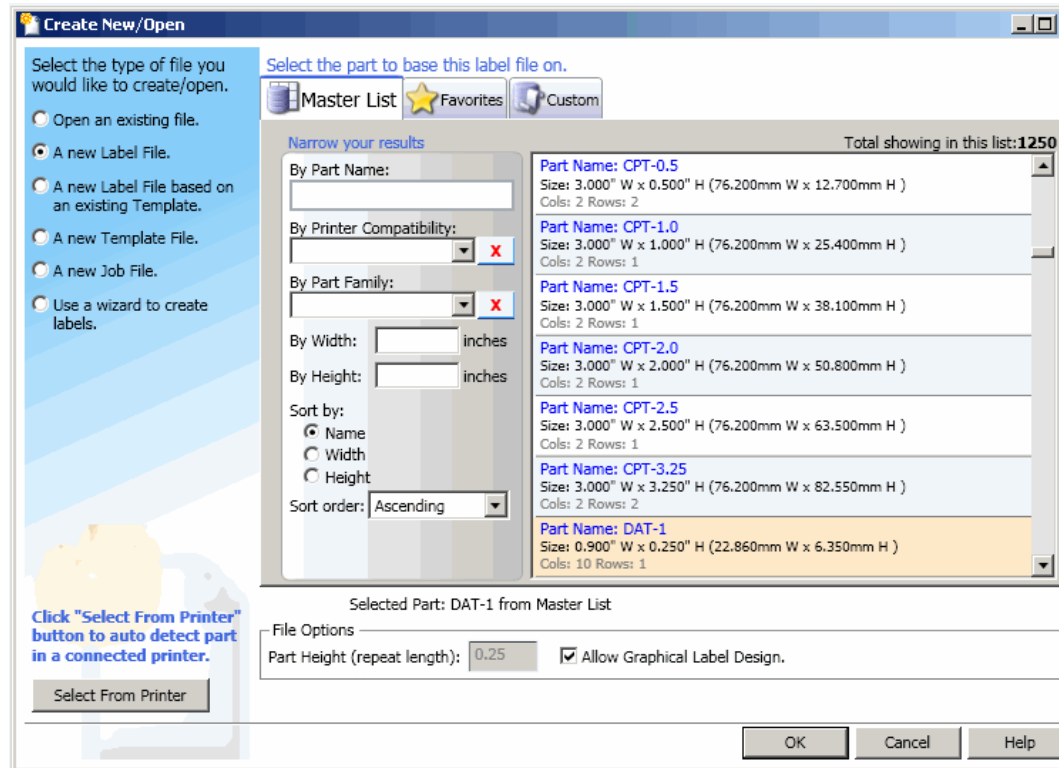 Create New/Open
Select the type of file you
would like to create/open.
Open an existing file.
A new Label File.
A new Label File based on
an existing Template.
A new Template File.
A new Job File.
Use a wizard to create
labels.
Click "Select From Printer"
button to auto detect part
in a connected printer.
Select From Printer
Select the part to base this label file on.
Master List
Favorites
Custom
Narrow your results
Total showing in this list:1250
By Part Name:
By Printer Compatibility:
X
By Part Family:
X
By Width: inches
By Height: inches
Sort by:
Name
Width
Height
Sort order: Ascending
Part Name: CPT-0.5
Size: 3.000" W x 0.500" H (76.200mm W x 12.700mm H )
Cols: 2 Rows: 2
Part Name: CPT-1.0
Size: 3.000" W x 1.000" H (76.200mm W x 25.400mm H )
Cols: 2 Rows: 1
Part Name: CPT-1.5
Size: 3.000" W x 1.500" H (76.200mm W x 38.100mm H )
Cols: 2 Rows: 1
Part Name: CPT-2.0
Size: 3.000" W x 2.000" H (76.200mm W x 50.800mm H )
Cols: 2 Rows: 1
Part Name: CPT-2.5
Size: 3.000" W x 2.500" H (76.200mm W x 63.500mm H )
Cols: 2 Rows: 1
Part Name: CPT-3.25
Size: 3.000" W x 3.250" H (76.200mm W x 82.550mm H )
Cols: 2 Rows: 2
Part Name: DAT-1
Size: 0.900" W x 0.250" H (22.860mm W x 6.350mm H )
Cols: 10 Rows: 1
Selected Part: DAT-1 from Master List
File Options
Part Height (repeat length): 0.25
Allow Graphical Label Design.
OK
Cancel
Help